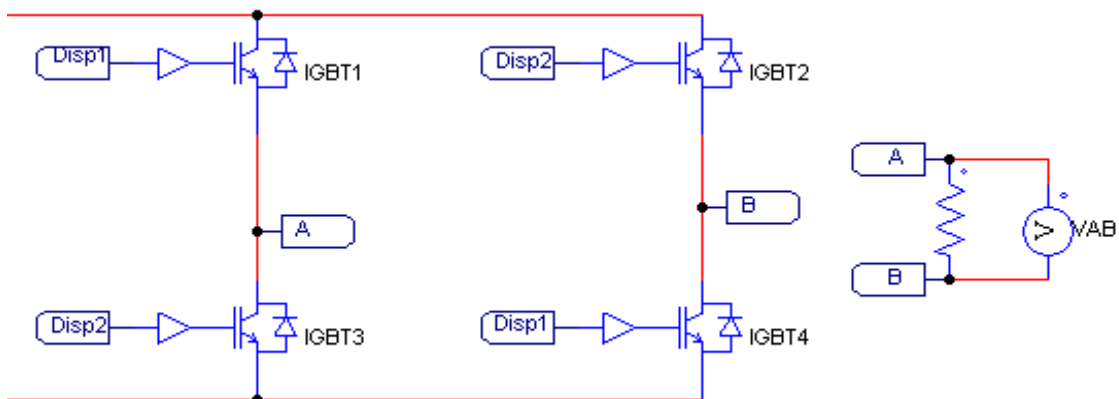 Disp1
IGBT1
Disp2
IGBT2
A
B
A
V
VAB
B
Disp2
IGBT3
Disp1
IGBT4